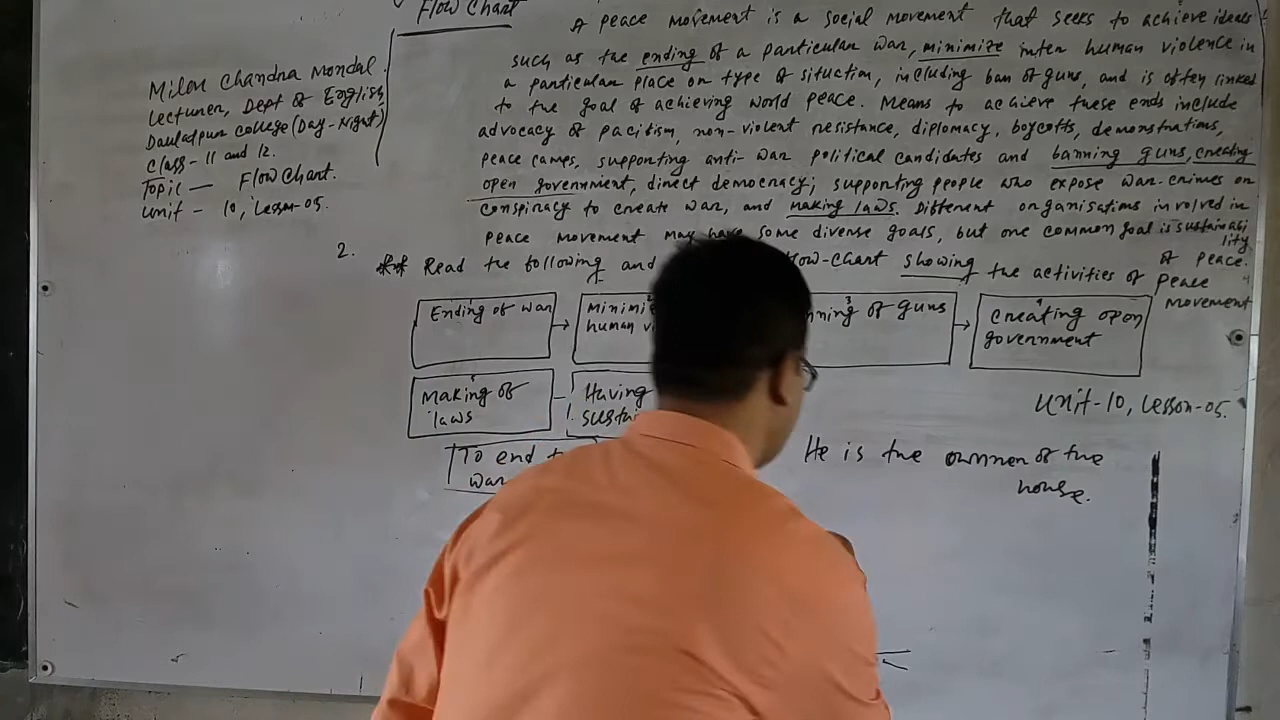 Flow Chart
A peace movement is a social movement that seeks to achieve ideals
such as the ending of a particular war, minimize inter human violence in
a particular place or type of situation, including ban of guns, and is often linked
to the goal of achieving world peace. Means to achieve these ends include
advocacy of pacifism, non-violent resistance, diplomacy, boycotts, demonstrations,
peace camps, supporting anti-war political candidates and banning guns, creating
open government, direct democracy; supporting people who expose war-crimes or
conspiracy to create war, and making laws. Different organisations involved in
peace movement may have some diverse goals, but one common goal is sustainabi
lity
of peace.
Milon Chandra Mondal
Lecturer, Dept of English,
Daulatpur College (Day-Night)
Class- 11 and 12.
Topic — Flow Chart.
Unit - 10, Lesson-05.
2. ** Read the following and flow-chart showing the activities of peace
movement
Ending of war
human
of guns
4
Creating open
government
3
5
Making of
laws
Having
Unit-10, Lesson-05.
To end
war
He is the ownner of the
house.